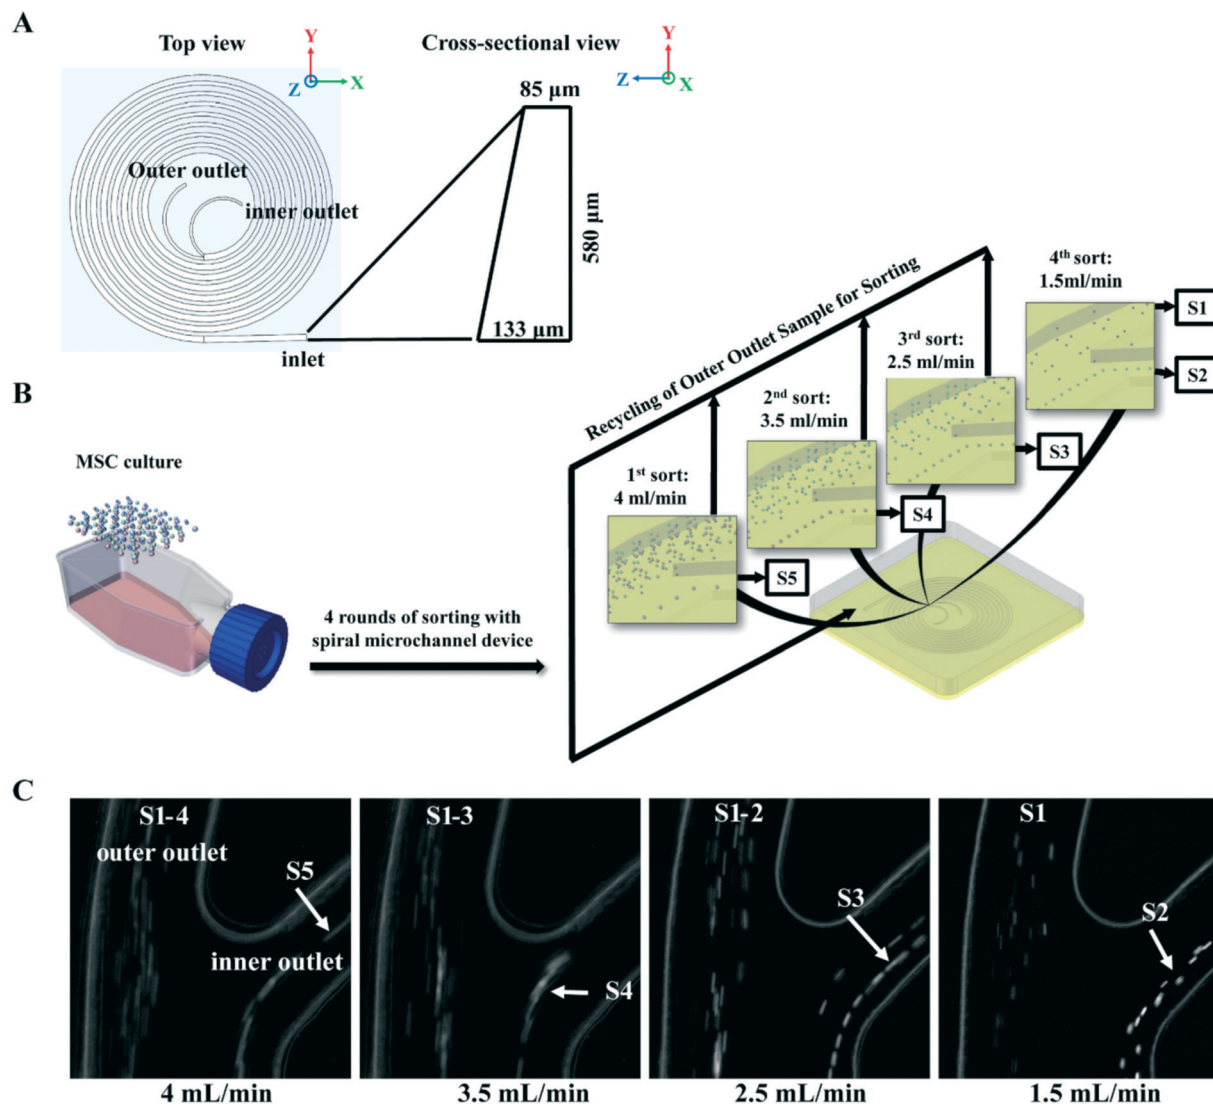 A
Top view
Y
Z
X
Cross-sectional view
Y
Z
X
85 μm
Outer outlet
inner outlet
580 μm
133 μm
inlet
B
MSC culture
4 rounds of sorting with
spiral microchannel device
Recycling of Outer Outlet Sample for Sorting
1st sort:
4 ml/min
S5
2nd sort:
3.5 ml/min
S4
3rd sort:
2.5 ml/min
S3
4th sort:
1.5ml/min
S1
S2
C
S1-4
outer outlet
S5
inner outlet
4 mL/min
S1-3
S4
3.5 mL/min
S1-2
S3
2.5 mL/min
S1
S2
1.5 mL/min